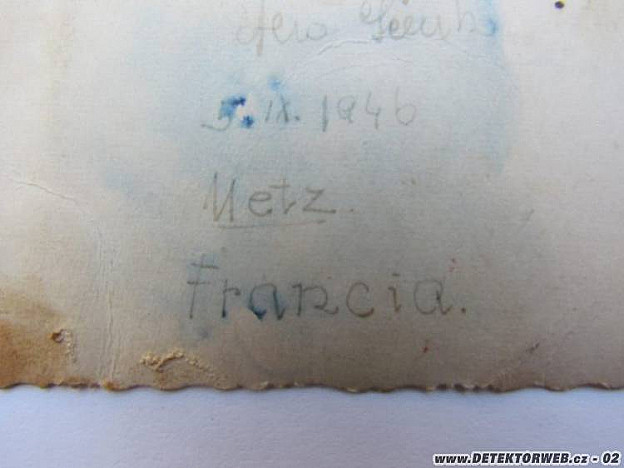 5. IX. 1946
Metz.
Francia.
www.DETEKTORWEB.cz - 02